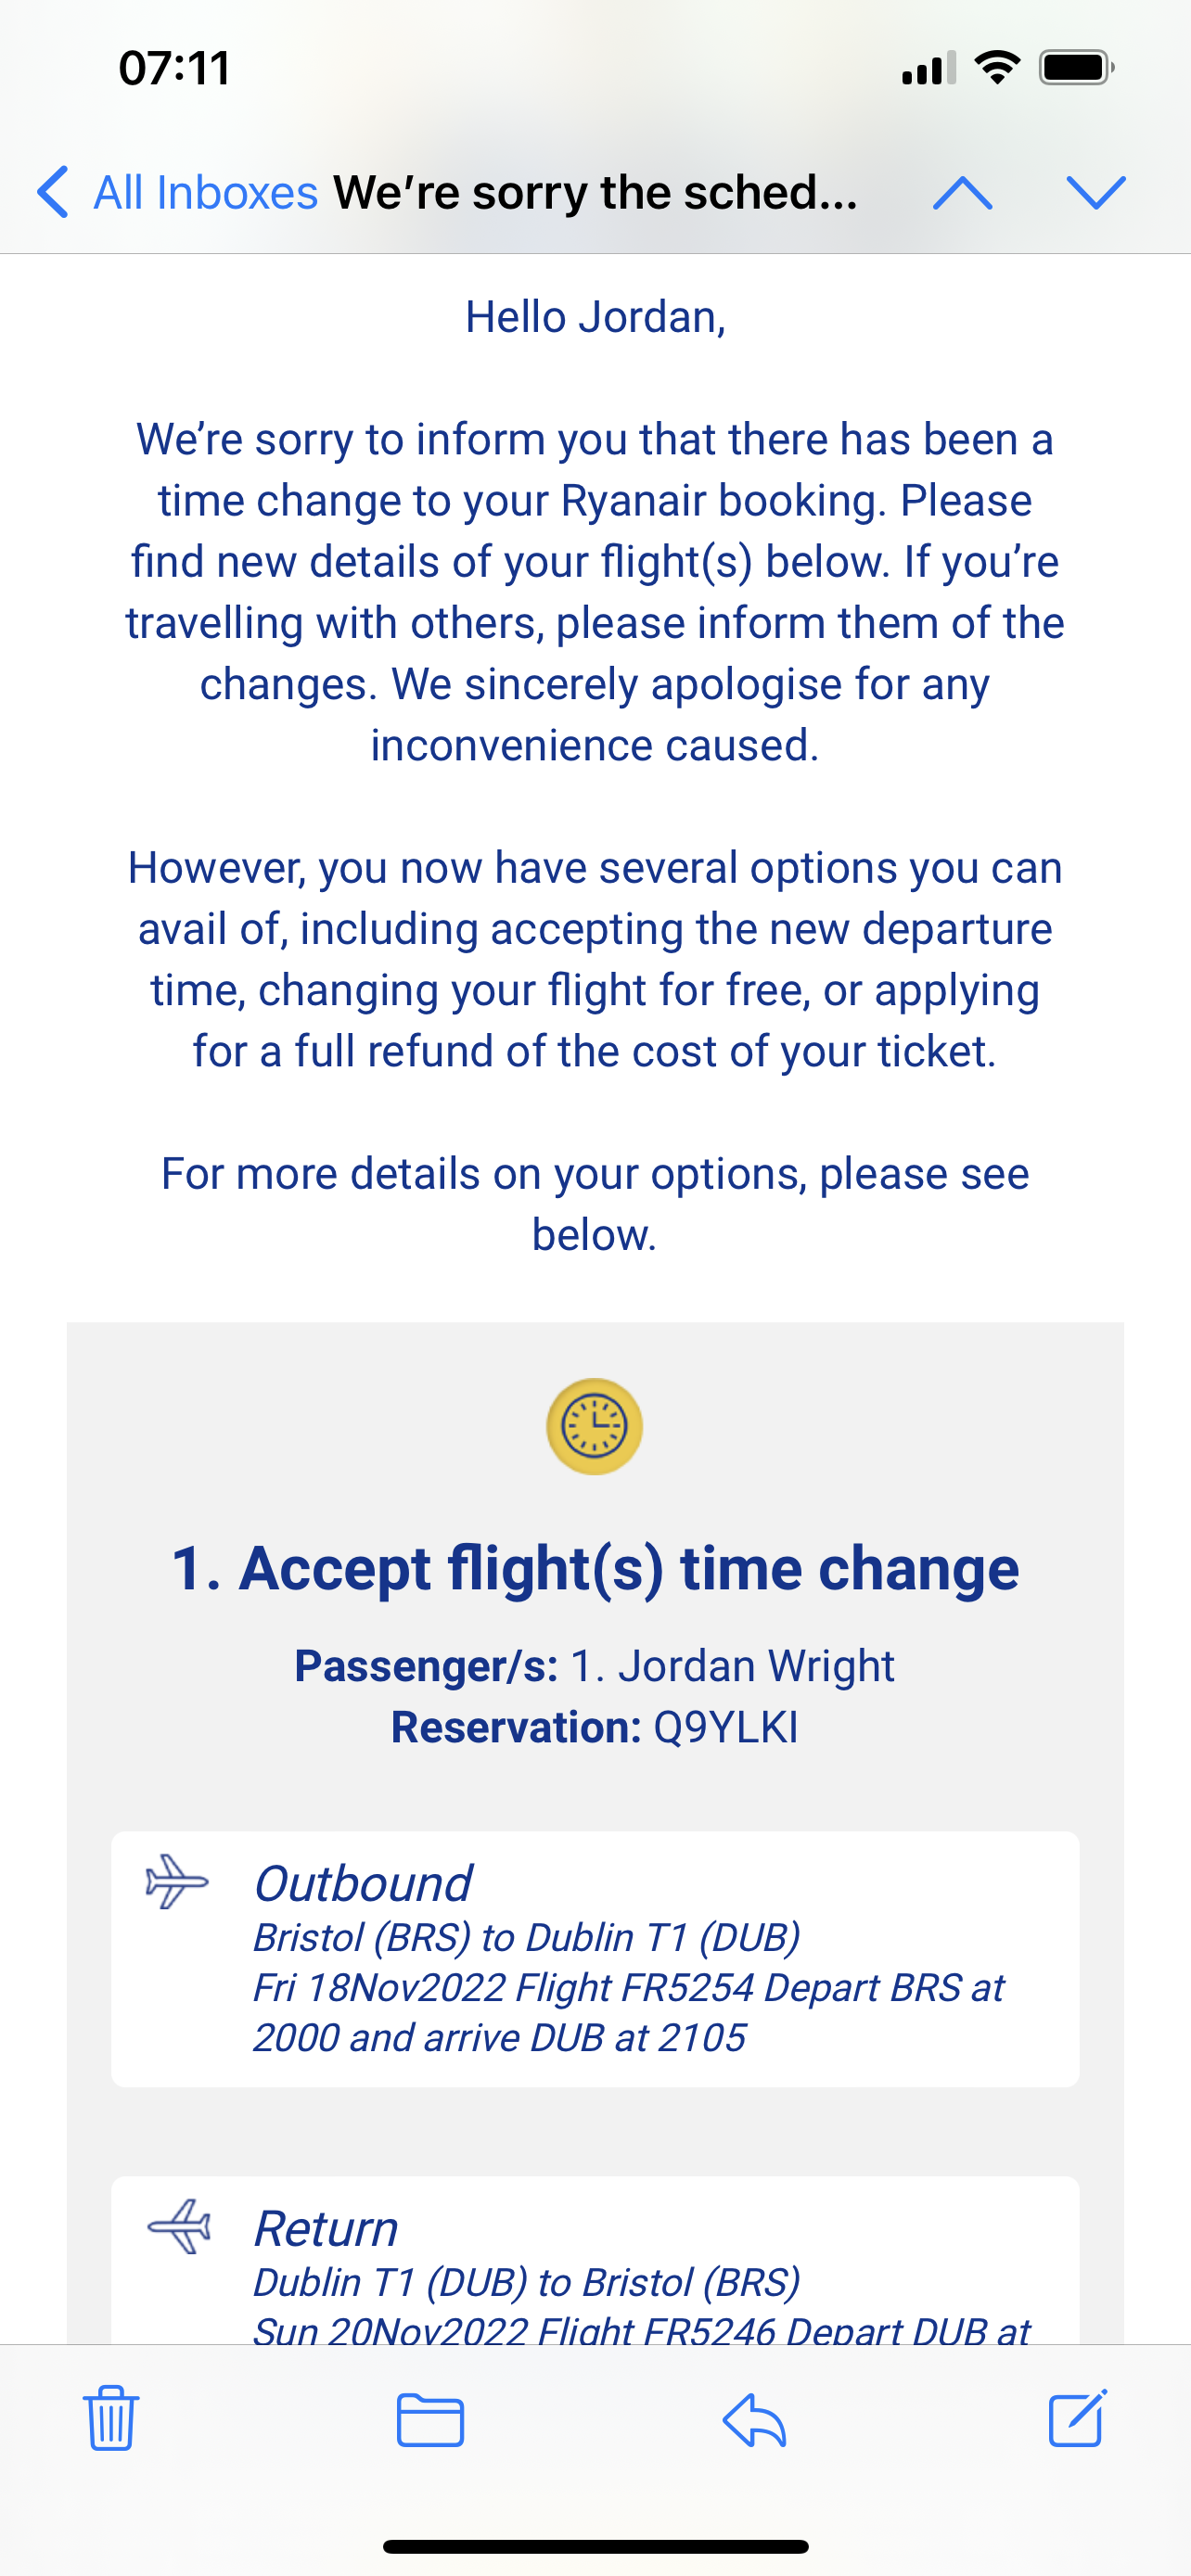 07:11
All Inboxes We're sorry the sched...
Hello Jordan,
We're sorry to inform you that there has been a
time change to your Ryanair booking. Please
find new details of your flight(s) below. If you're
travelling with others, please inform them of the
changes. We sincerely apologise for any
inconvenience caused.
However, you now have several options you can
avail of, including accepting the new departure
time, changing your flight for free, or applying
for a full refund of the cost of your ticket.
For more details on your options, please see
below.
1. Accept flight(s) time change
Passenger/s: 1. Jordan Wright
Reservation: Q9YLKI
Outbound
Bristol (BRS) to Dublin T1 (DUB)
Fri 18Nov2022 Flight FR5254 Depart BRS at
2000 and arrive DUB at 2105
Return
Dublin T1 (DUB) to Bristol (BRS)
Sun 20Nov2022 Flight FR5246 Depart DUB at